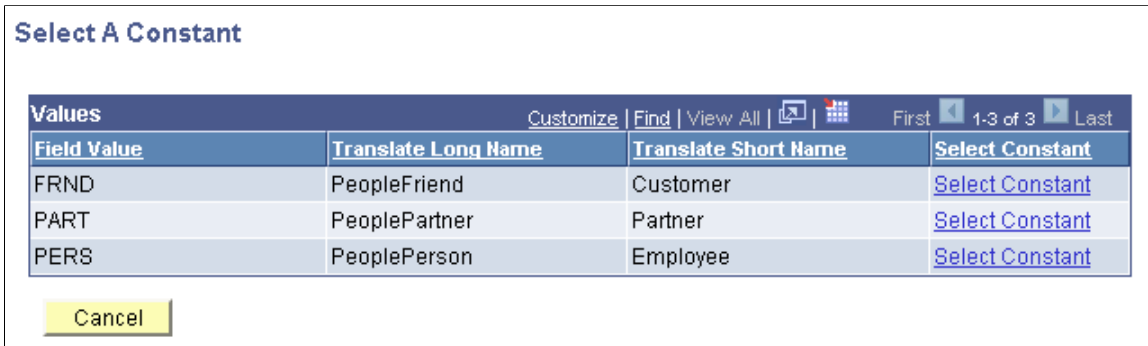 Select A Constant
Values Customize | Find | View All | | First 1-3 of 3 Last
Field Value Translate Long Name Translate Short Name Select Constant
FRND PeopleFriend Customer Select Constant
PART PeoplePartner Partner Select Constant
PERS PeoplePerson Employee Select Constant
Cancel